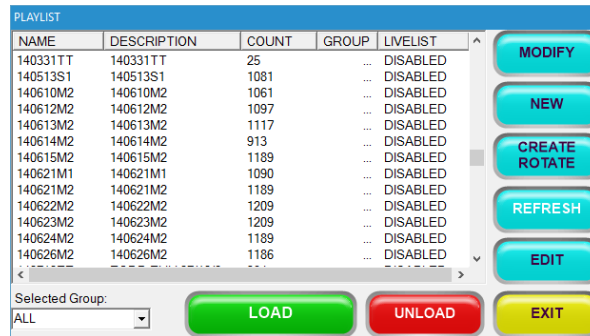 PLAYLIST
NAME DESCRIPTION COUNT GROUP LIVELIST
140331TT 140331TT 25 ... DISABLED
140513S1 140513S1 1081 ... DISABLED
140610M2 140610M2 1061 ... DISABLED
140612M2 140612M2 1097 ... DISABLED
140613M2 140613M2 1117 ... DISABLED
140614M2 140614M2 913 ... DISABLED
140615M2 140615M2 1189 ... DISABLED
140621M1 140621M1 1090 ... DISABLED
140621M2 140621M2 1189 ... DISABLED
140622M2 140622M2 1209 ... DISABLED
140623M2 140623M2 1209 ... DISABLED
140624M2 140624M2 1189 ... DISABLED
140626M2 140626M2 1186 ... DISABLED
MODIFY
NEW
CREATE
ROTATE
REFRESH
EDIT
Selected Group:
ALL
LOAD
UNLOAD
EXIT